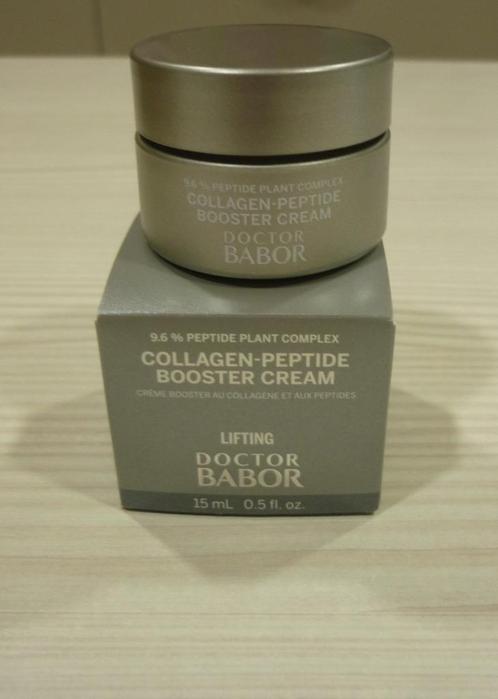 9.6 % PEPTIDE PLANT COMPLEX
COLLAGEN-PEPTIDE
BOOSTER CREAM
DOCTOR
BABOR
9.6 % PEPTIDE PLANT COMPLEX
COLLAGEN-PEPTIDE
BOOSTER CREAM
CRÈME BOOSTER AU COLLAGÈNE ET AUX PEPTIDES
LIFTING
DOCTOR
BABOR
15 mL 0.5 fl. oz.